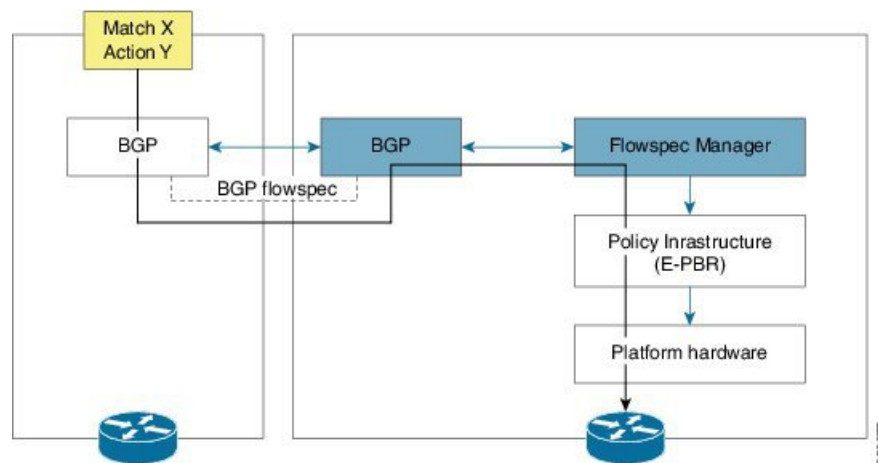 Match X
Action Y
BGP
BGP
Flowspec Manager
BGP flowspec
Policy Inrastructure
(E-PBR)
Platform hardware